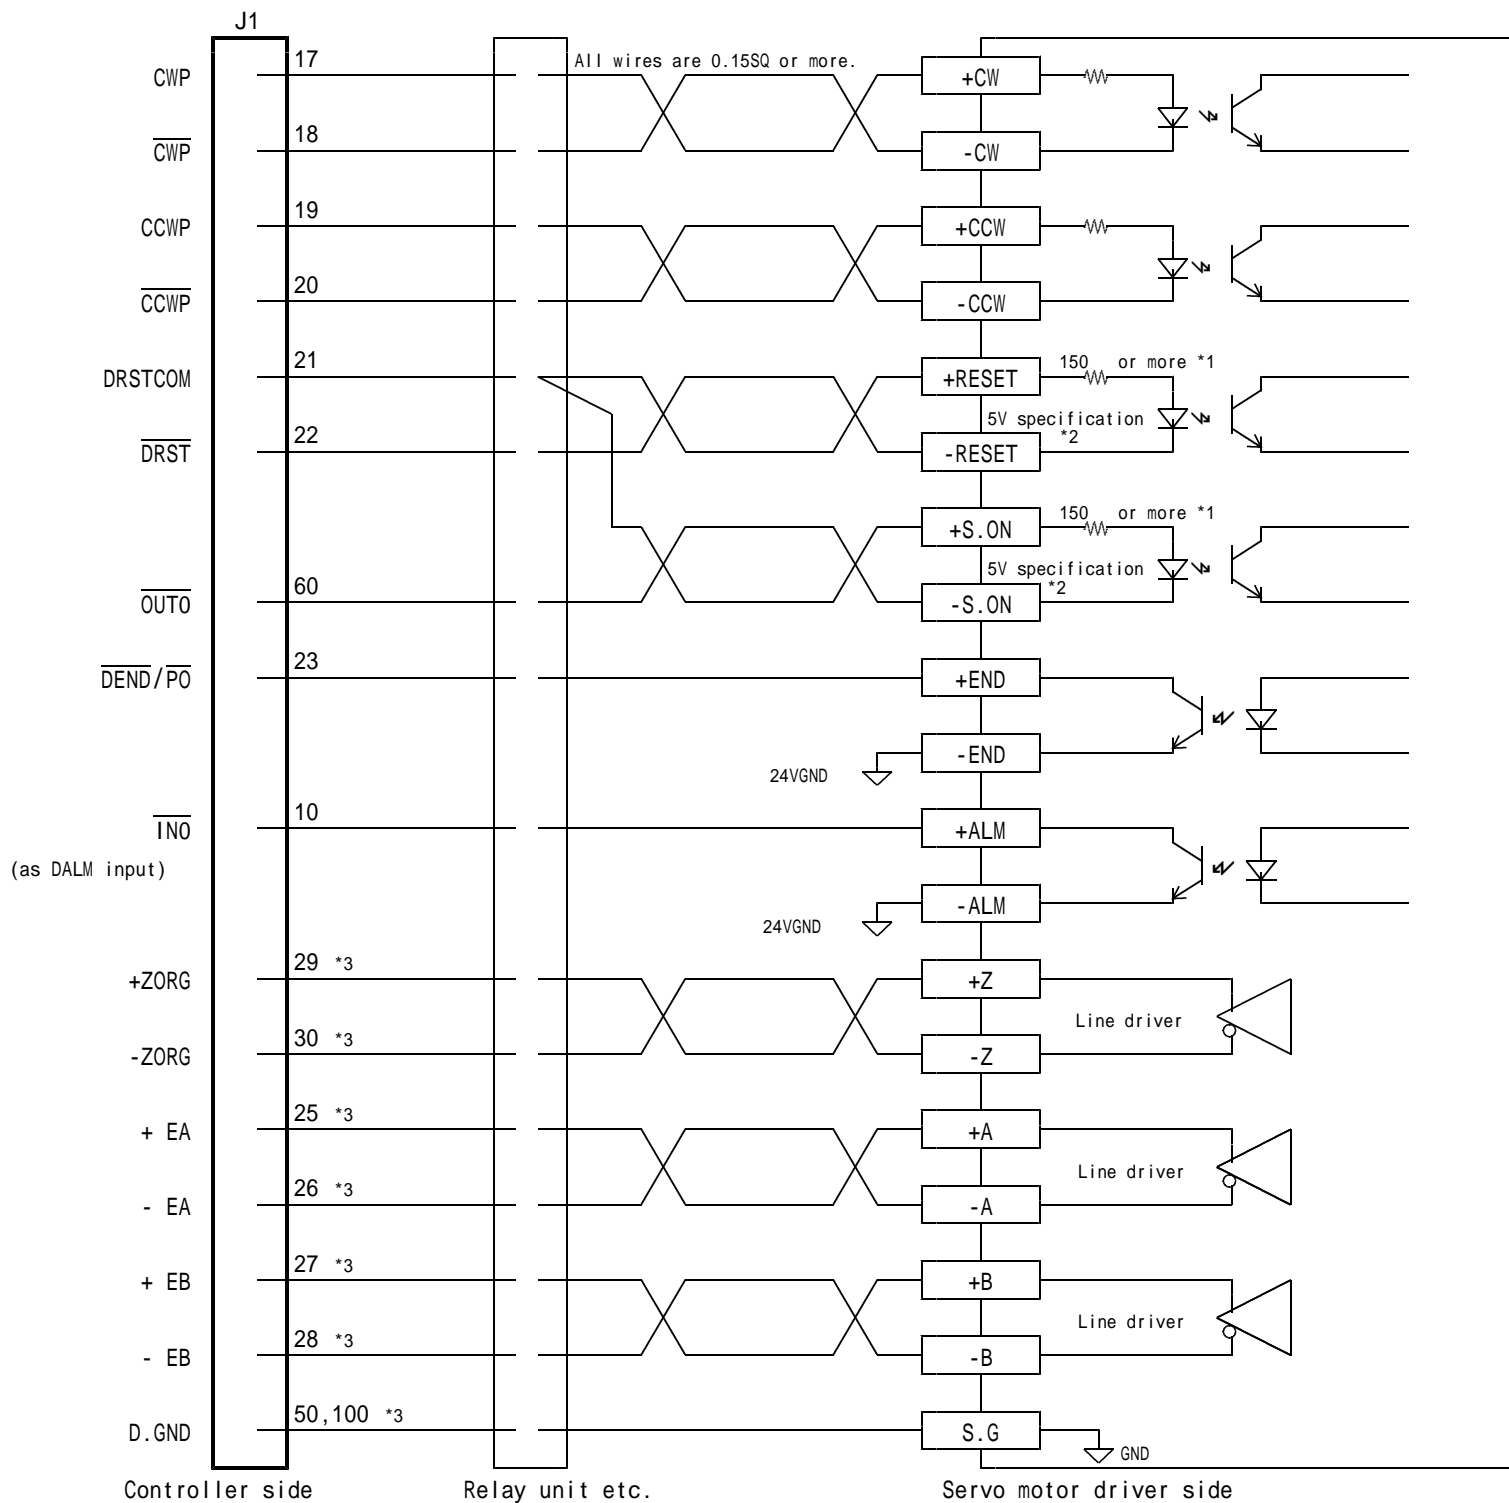 J1
17
All wires are 0.15SQ or more.
CWP
+CW
18
CWP
-CW
19
CCWP
+CCW
20
CCWP
-CCW
21
150 or more *1
DRSTCOM
+RESET
5V specification
22
*2
DRST
-RESET
150 or more *1
+S.ON
5V specification
60
*2
OUT0
-S.ON
23
DEND/PO
+END
-END
24VGND
10
IN0
+ALM
(as DALM input)
-ALM
24VGND
29 *3
+ZORG
+Z
Line driver
30 *3
-ZORG
-Z
25 *3
+ EA
+A
Line driver
26 *3
- EA
-A
27 *3
+ EB
+B
Line driver
28 *3
- EB
-B
50,100 *3
D.GND
S.G
GND
Controller side
Relay unit etc.
Servo motor driver side